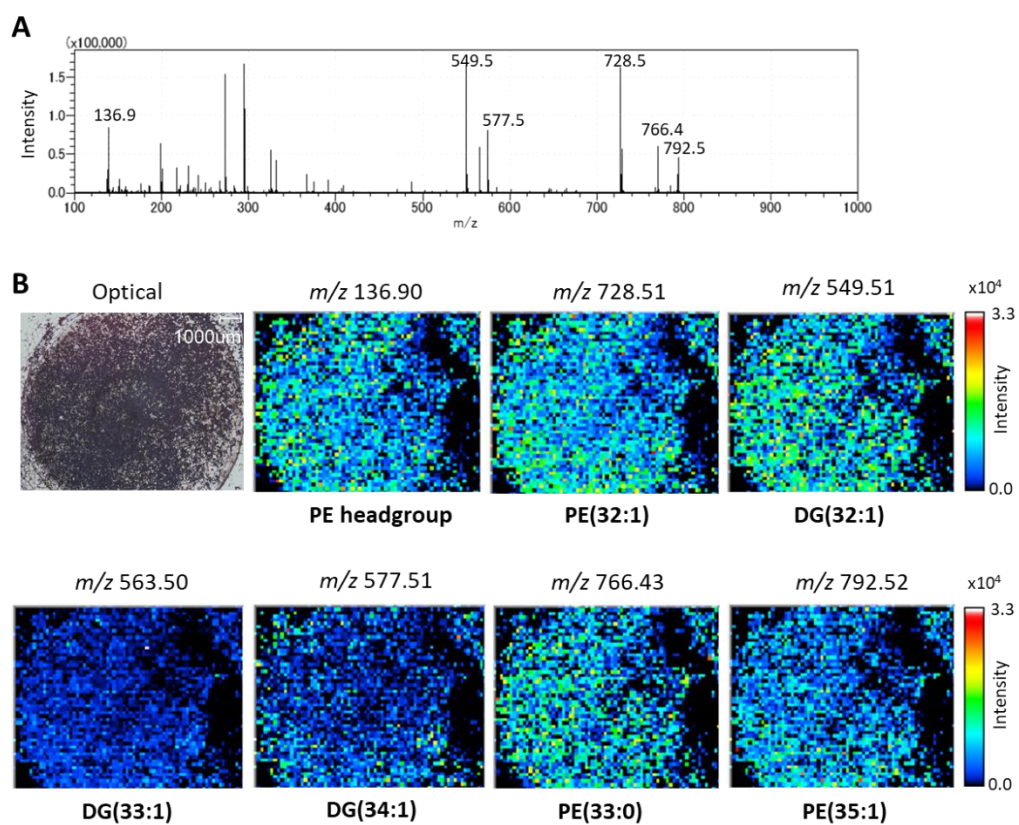 A
(x100,000)
Intensity
1.5
1.0
0.5
0.0
136.9
549.5
577.5
728.5
766.4
792.5
100 200 300 400 500 600 700 800 900 1000
m/z
B
Optical
m/z 136.90
m/z 728.51
m/z 549.51
x10⁴
1000um
3.3
Intensity
0.0
PE headgroup
PE(32:1)
DG(32:1)
m/z 563.50
m/z 577.51
m/z 766.43
m/z 792.52
x10⁴
3.3
Intensity
0.0
DG(33:1)
DG(34:1)
PE(33:0)
PE(35:1)